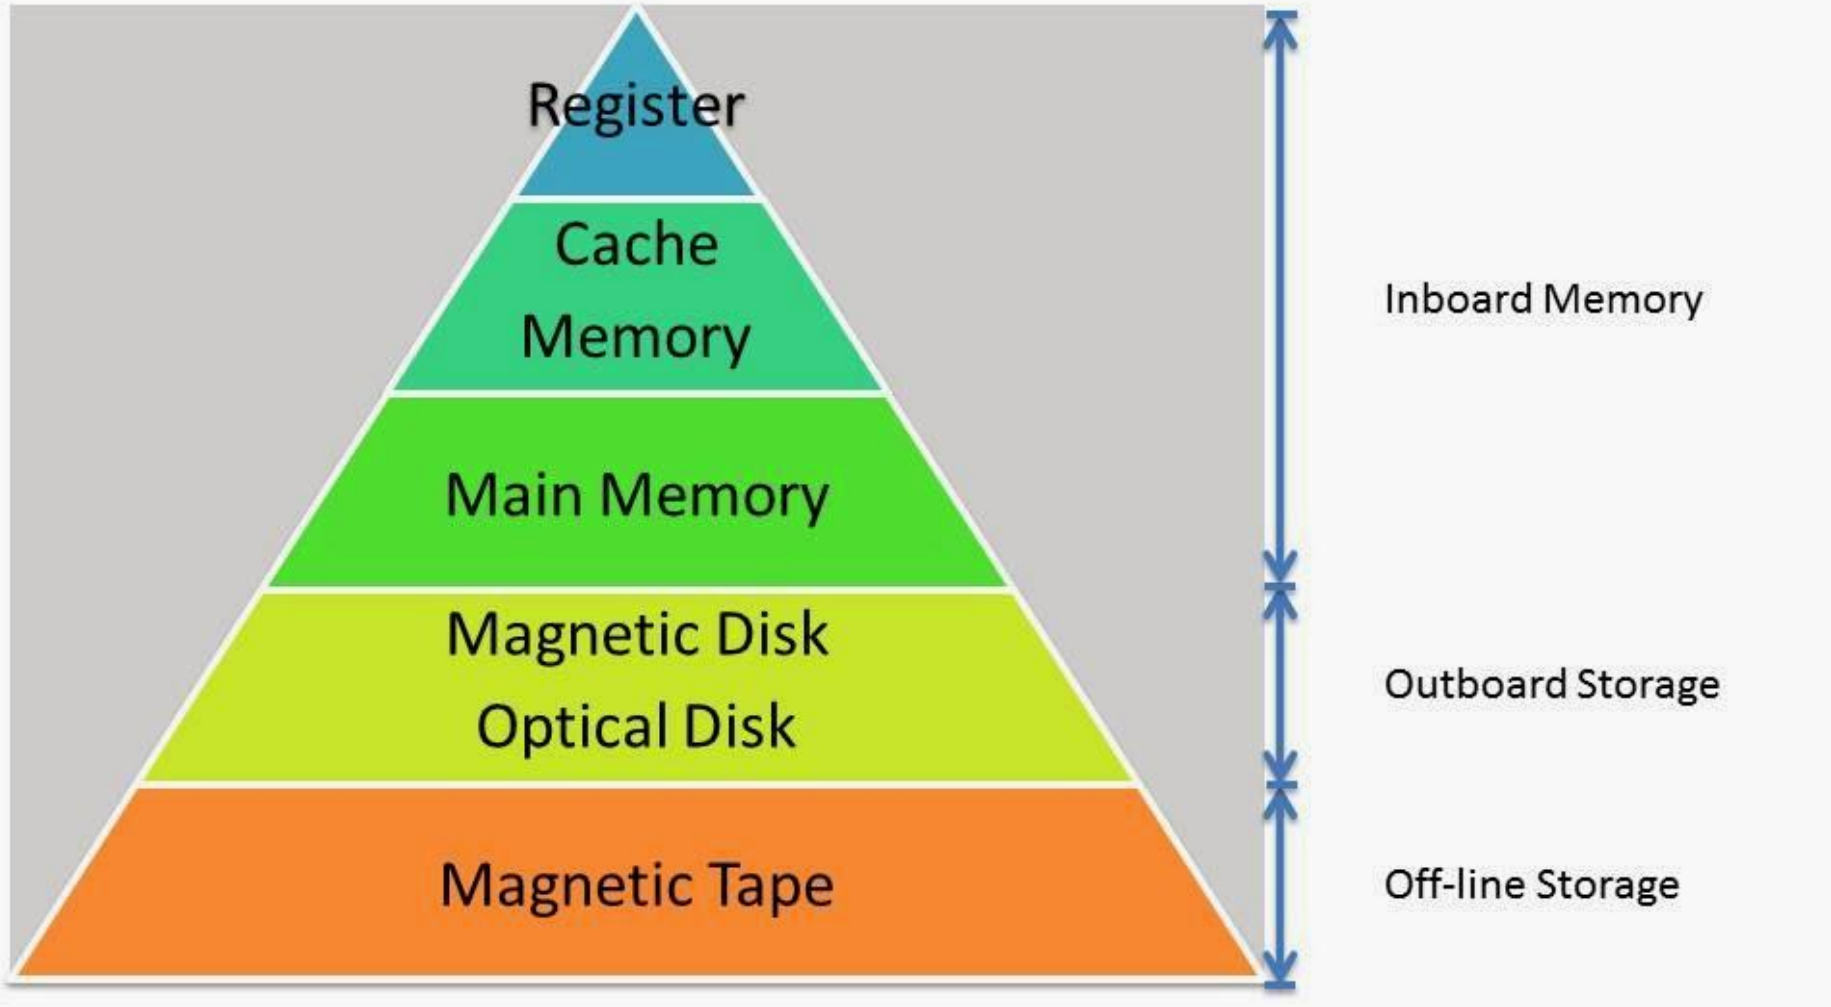 Register
Cache
Memory
Main Memory
Magnetic Disk
Optical Disk
Magnetic Tape
Inboard Memory
Outboard Storage
Off-line Storage